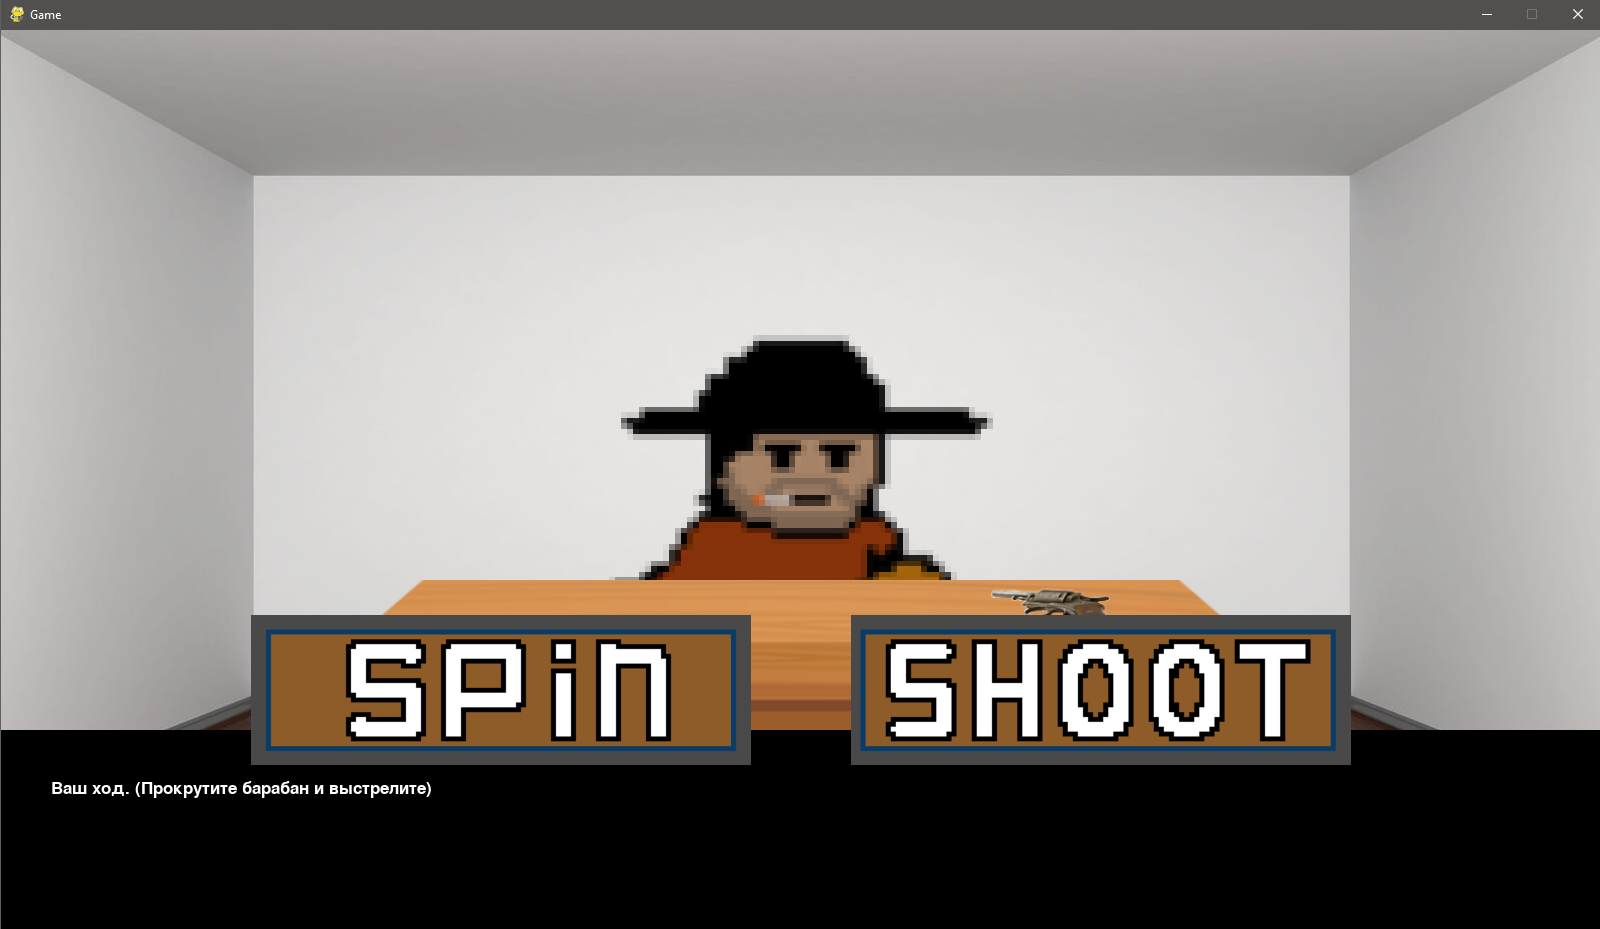 Game
SPiN
SHOOT
Ваш ход. (Прокрутите барабан и выстрелите)